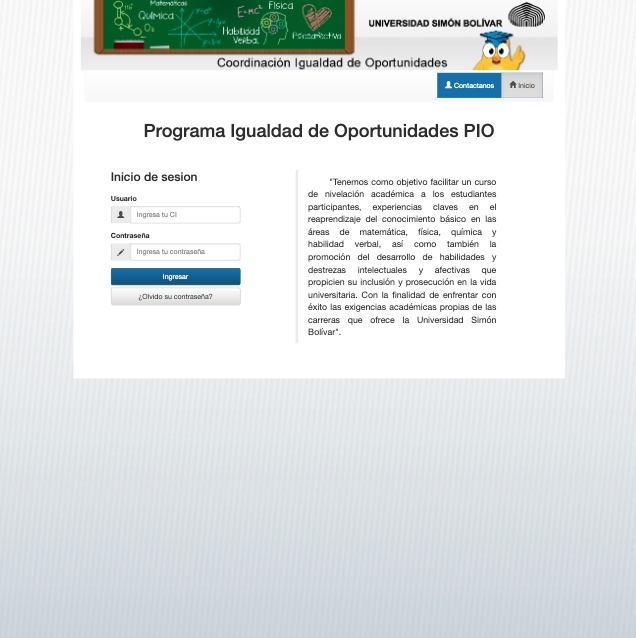 Matemáticas
Química
E=mc²
Física
Habilidad
Verbal
Psicoafectiva
UNIVERSIDAD SIMÓN BOLÍVAR
Coordinación Igualdad de Oportunidades
Contactanos
Inicio
Programa Igualdad de Oportunidades PIO
Inicio de sesion
Usuario
Ingresa tu CI
Contraseña
Ingresa tu contraseña
Ingresar
¿Olvido su contraseña?
"Tenemos como objetivo facilitar un curso
de nivelación académica a los estudiantes
participantes, experiencias claves en el
reaprendizaje del conocimiento básico en las
áreas de matemática, física, química y
habilidad verbal, así como también la
promoción del desarrollo de habilidades y
destrezas intelectuales y afectivas que
propicien su inclusión y prosecución en la vida
universitaria. Con la finalidad de enfrentar con
éxito las exigencias académicas propias de las
carreras que ofrece la Universidad Simón
Bolívar".